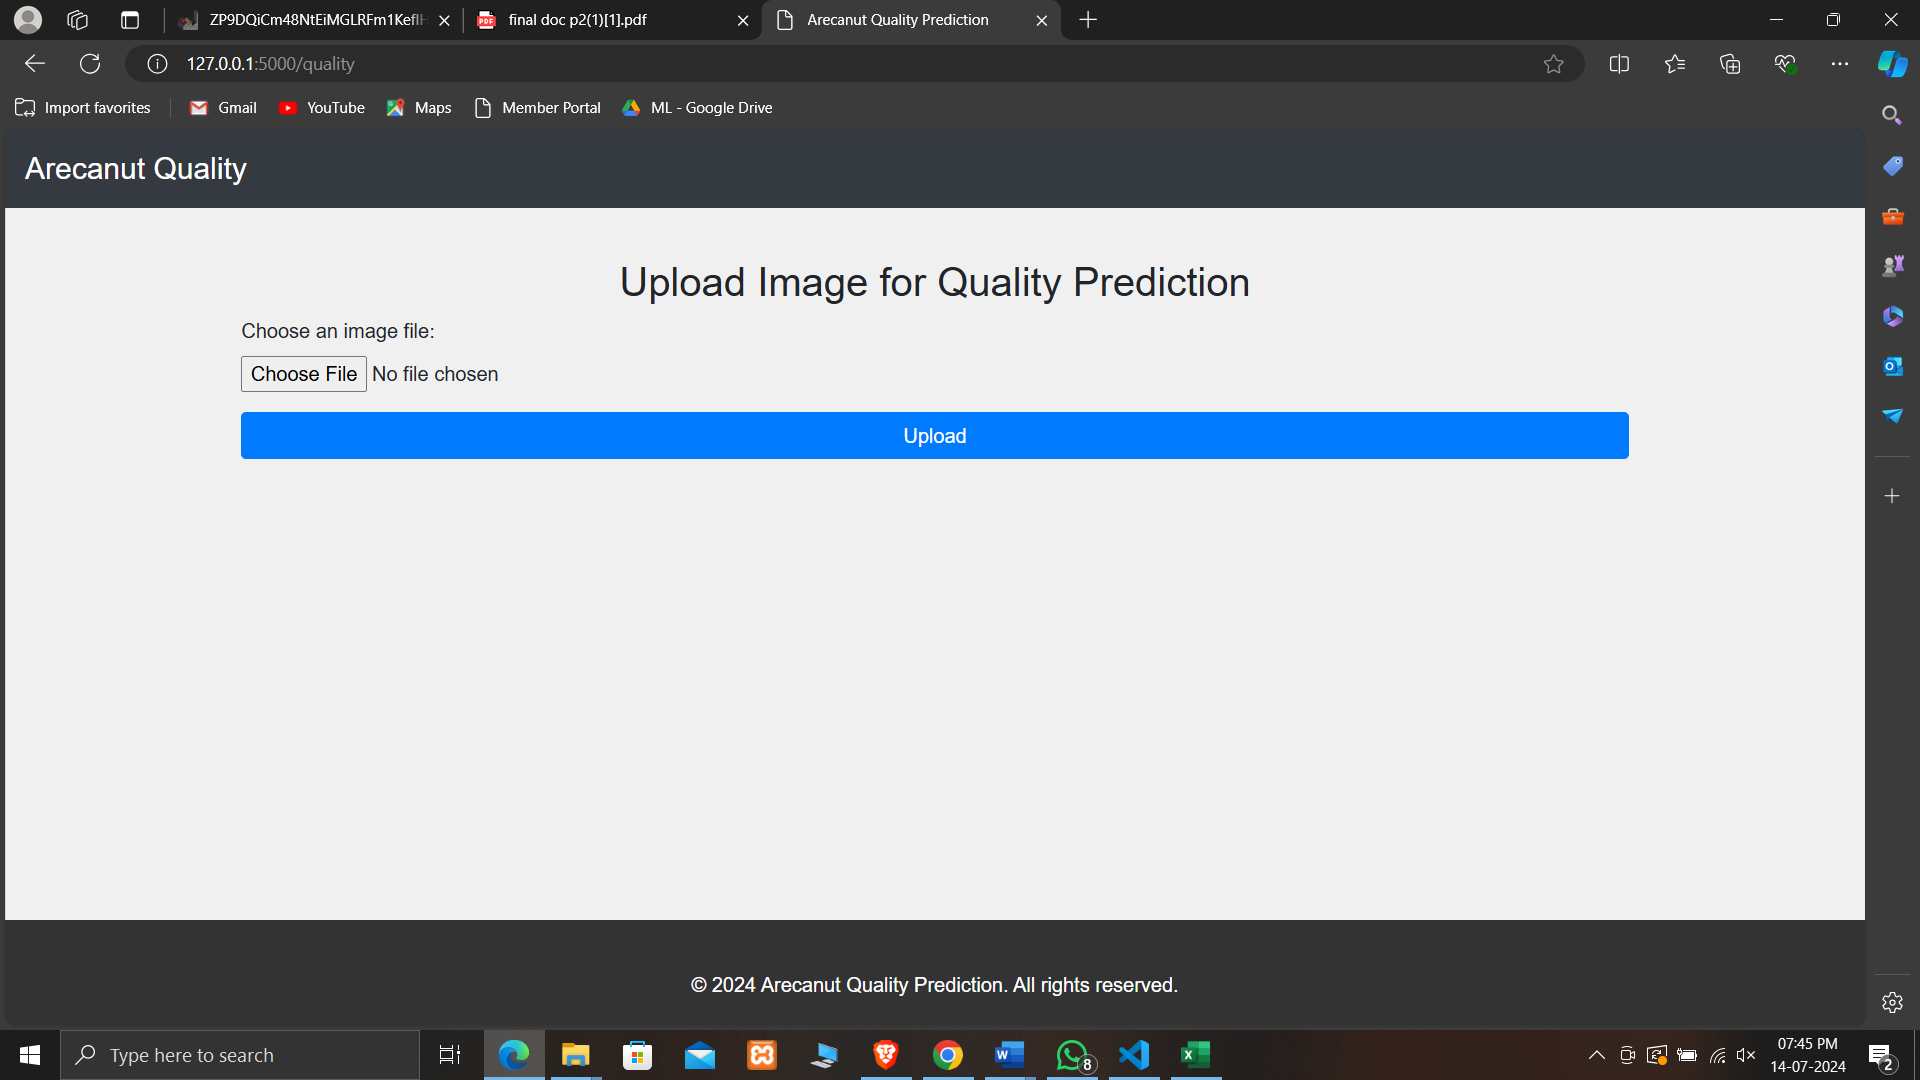 ZP9DQiCm48NtEiMGLRFm1Kef
final doc p2(1)[1].pdf
Arecanut Quality Prediction
127.0.0.1:5000/quality
Import favorites
Gmail
YouTube
Maps
Member Portal
ML - Google Drive
Arecanut Quality
Upload Image for Quality Prediction
Choose an image file:
Choose File No file chosen
Upload
© 2024 Arecanut Quality Prediction. All rights reserved.
Type here to search
8
07:45 PM
14-07-2024
2